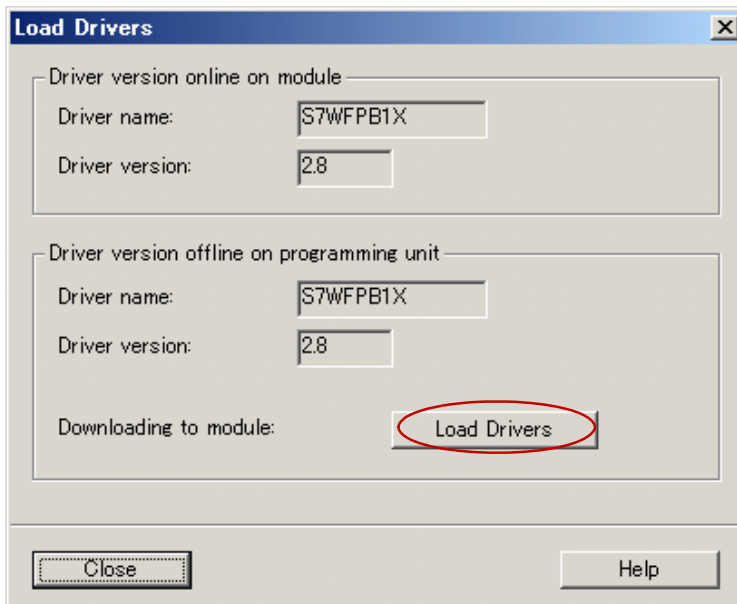 Load Drivers
Driver version online on module
Driver name: S7WFPB1X
Driver version: 2.8
Driver version offline on programming unit
Driver name: S7WFPB1X
Driver version: 2.8
Downloading to module: Load Drivers
Close Help